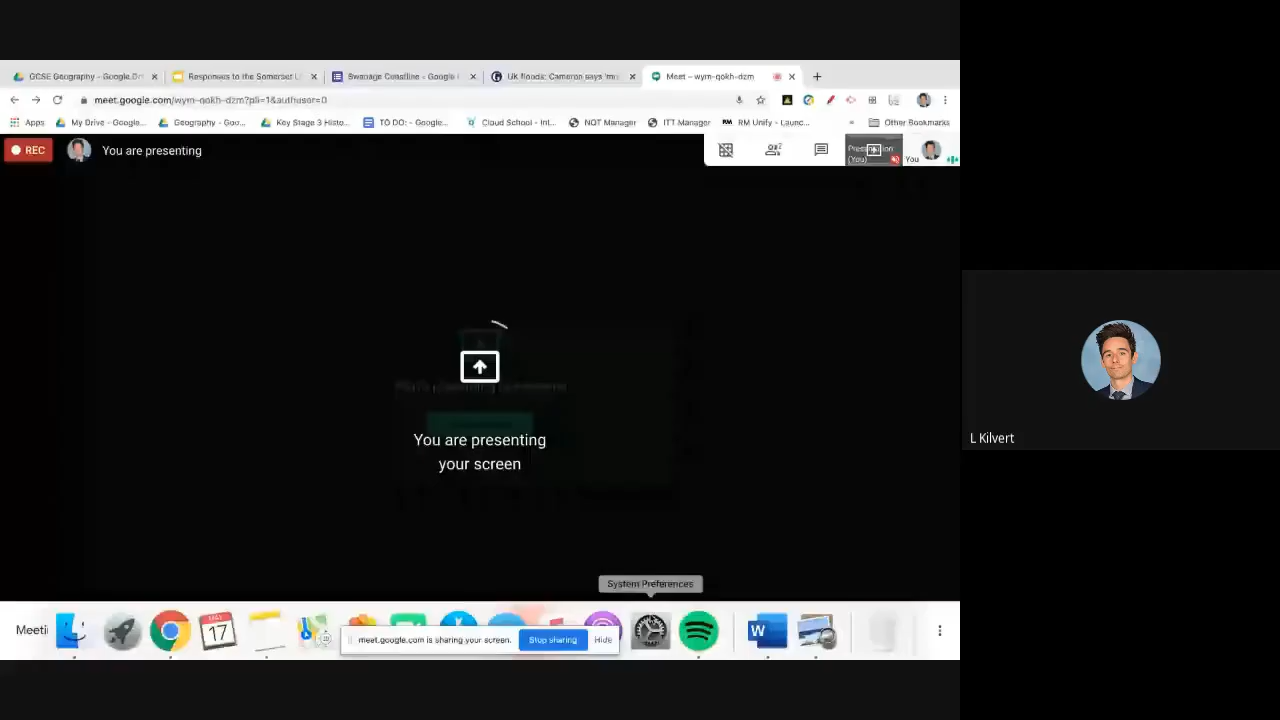 GCSE Geography - Google Dri
Responses to the Somerset L
Swanage Coastline - Google
UK floods: Cameron says 'mo
Meet – wym-qokh-dzm
meet.google.com/wym-qokh-dzm?pli=1&authuser=0
Apps
My Drive - Google...
Geography - Goo...
Key Stage 3 Histo...
TO DO: - Google...
Cloud School - Int...
NQT Manager
ITT Manager
RM Unify - Launc...
»
Other Bookmarks
REC
You are presenting
Presentation
(You)
You
You are presenting
your screen
L Kilvert
System Preferences
Meeti
17
meet.google.com is sharing your screen.
Stop sharing
Hide
W